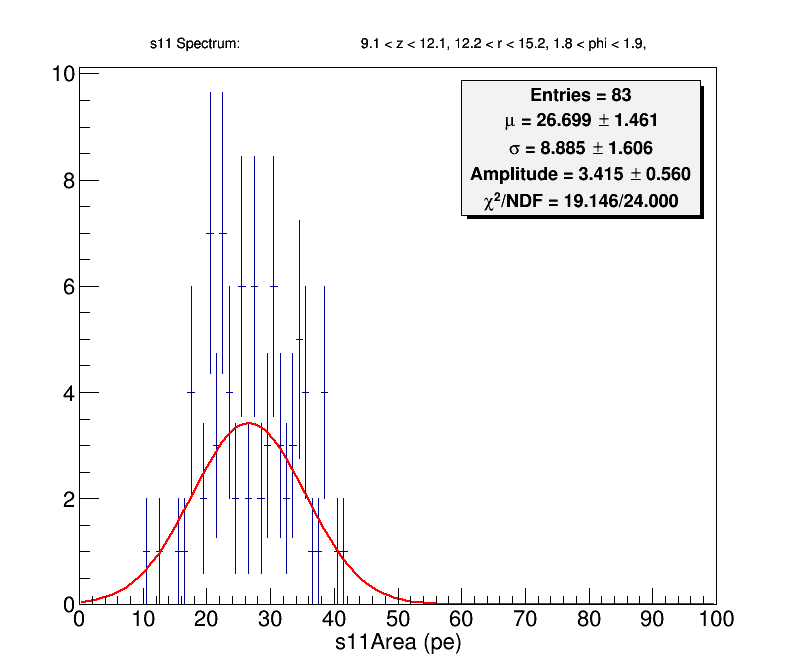 s11 Spectrum: 9.1 < z < 12.1, 12.2 < r < 15.2, 1.8 < phi < 1.9,
Entries = 83
μ = 26.699 ± 1.461
σ = 8.885 ± 1.606
Amplitude = 3.415 ± 0.560
χ²/NDF = 19.146/24.000
10
8
6
4
2
0
0 10 20 30 40 50 60 70 80 90 100
s11Area (pe)